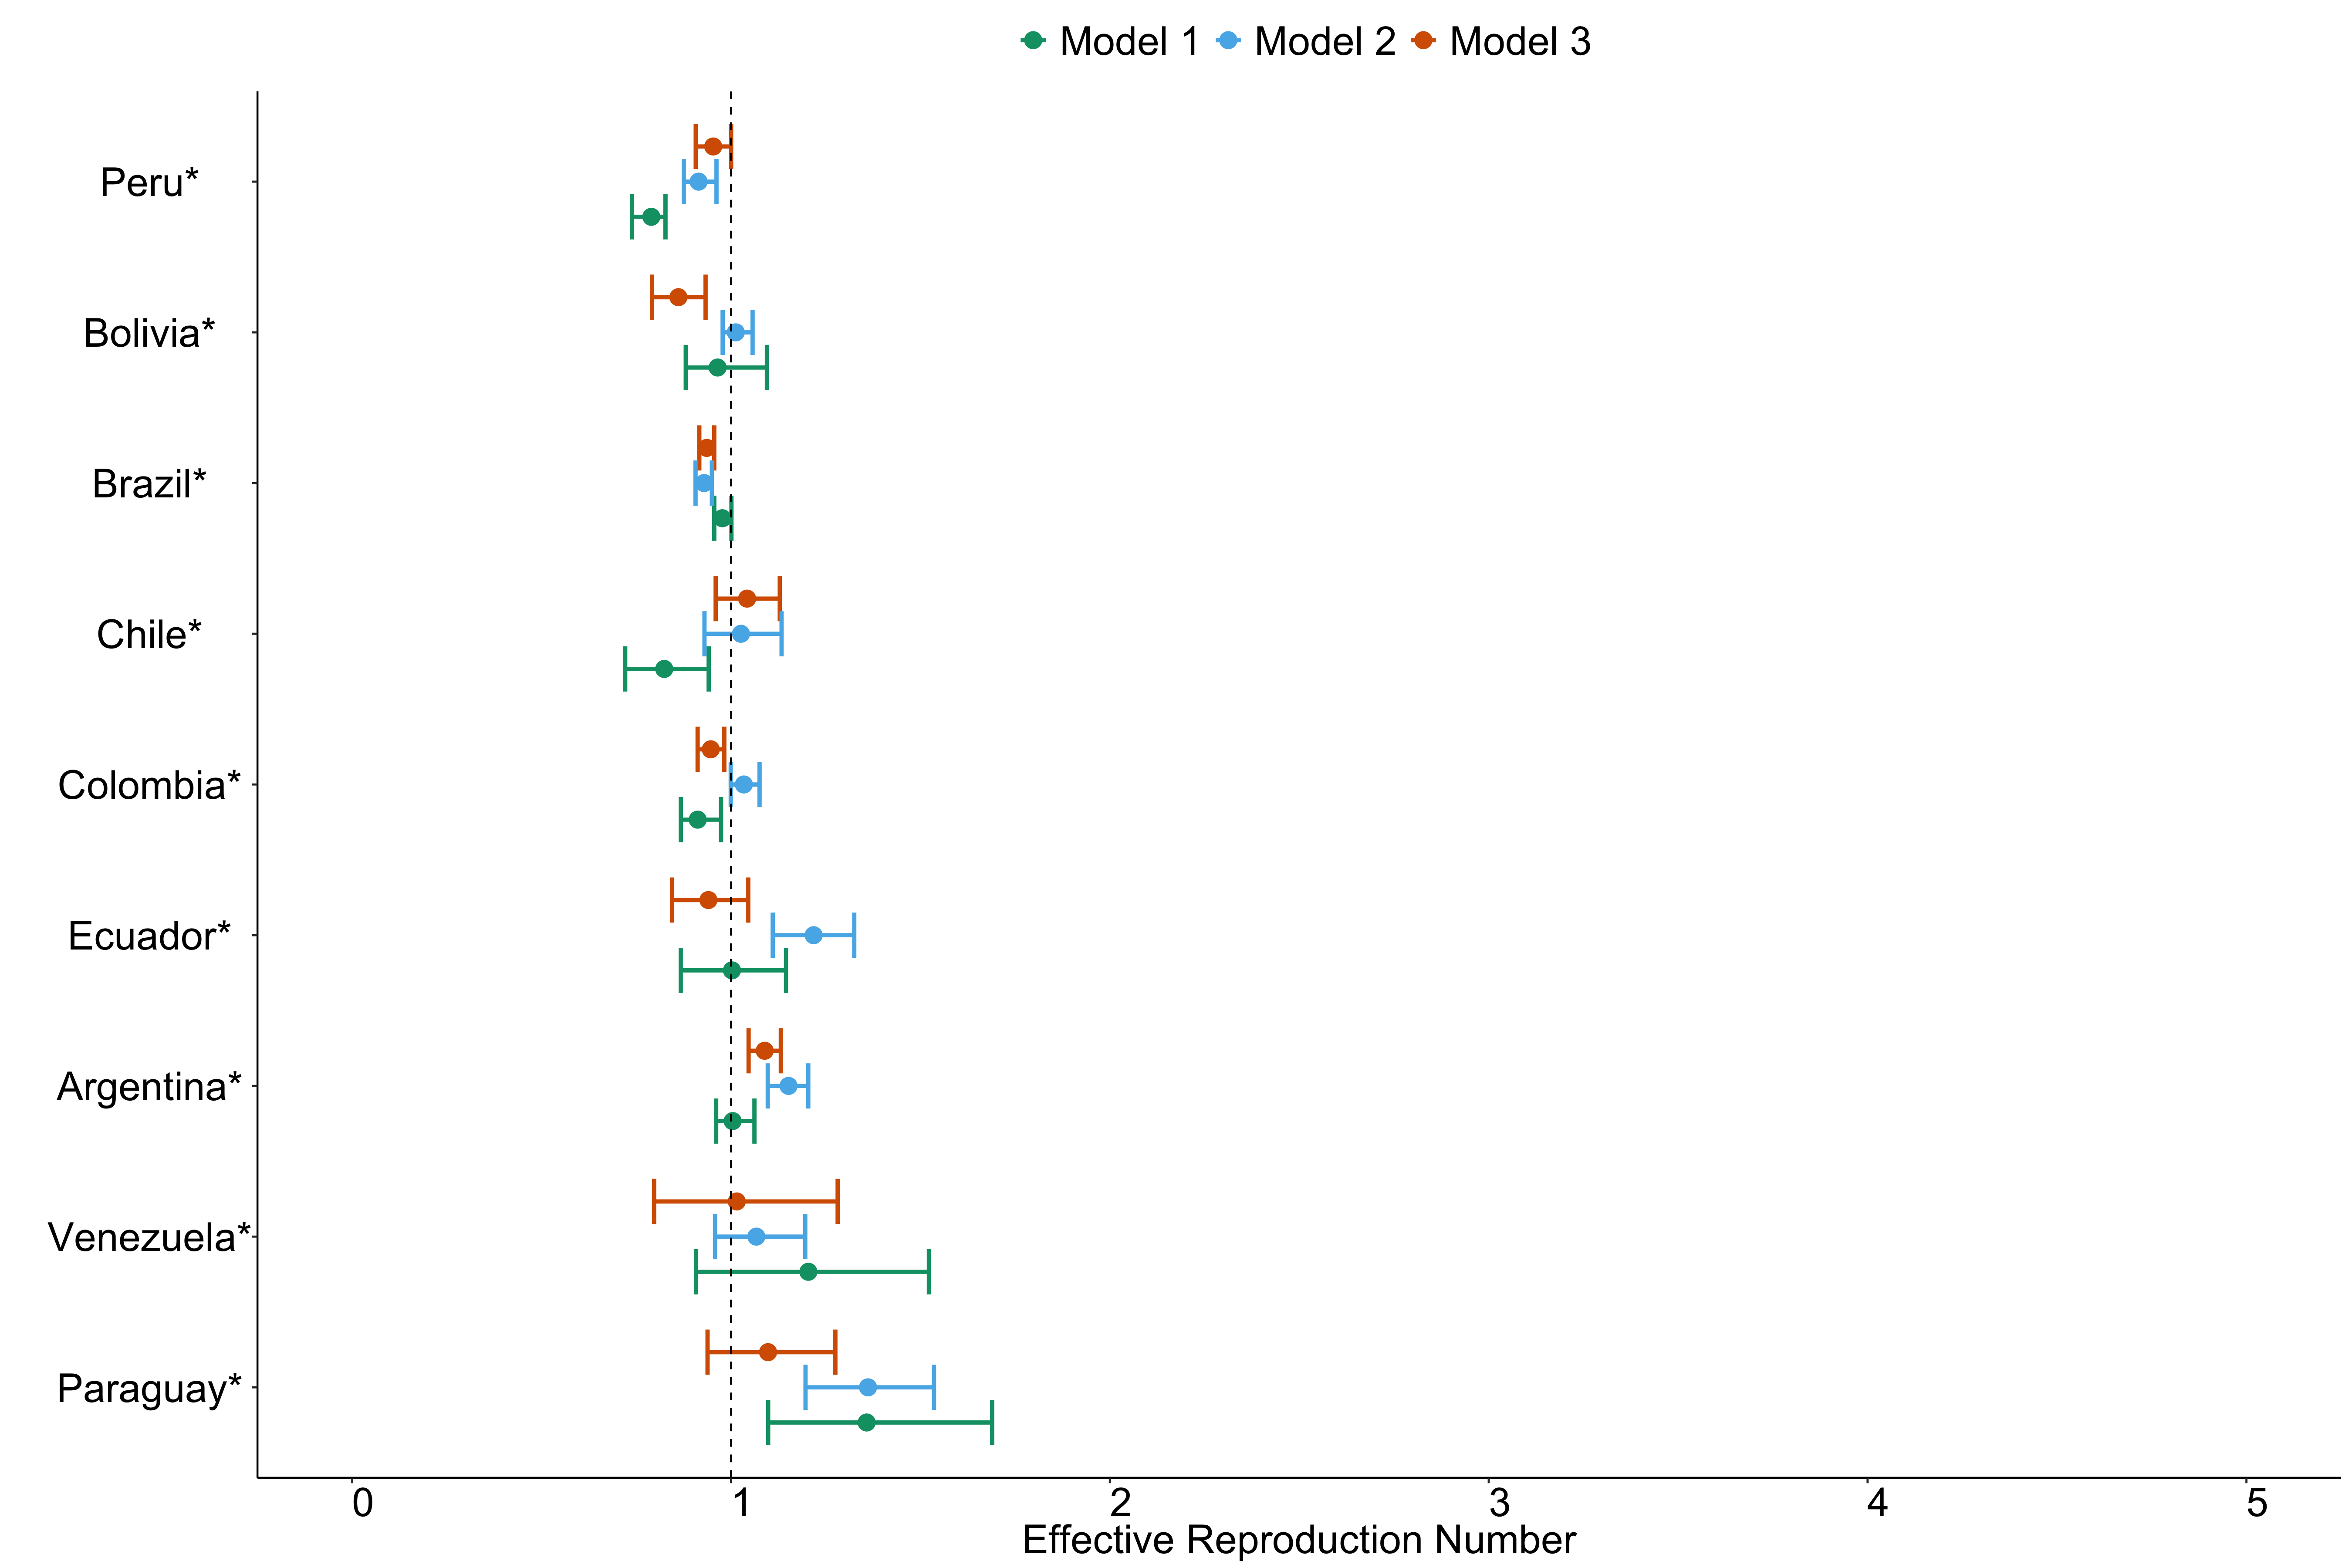 Model 1 Model 2 Model 3
Peru*
Bolivia*
Brazil*
Chile*
Colombia*
Ecuador*
Argentina*
Venezuela*
Paraguay*
0 1 2 3 4 5
Effective Reproduction Number